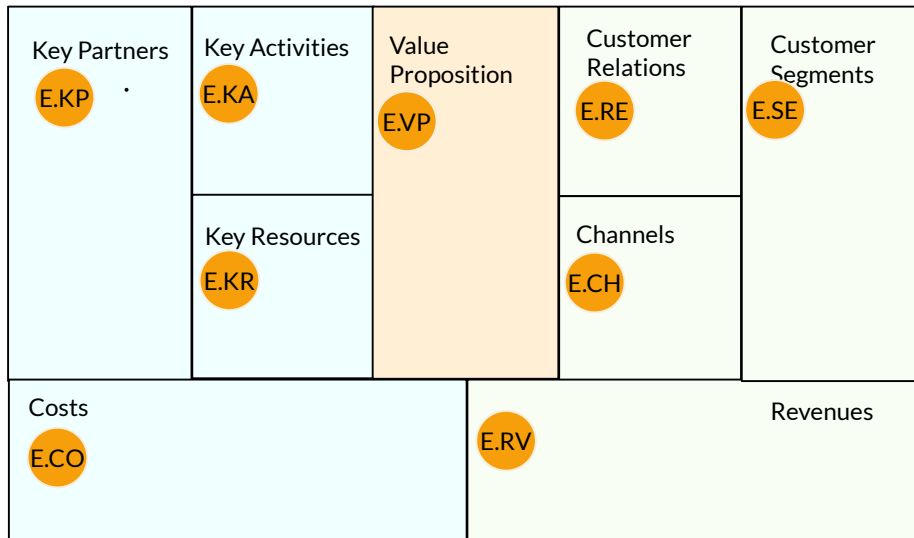 Key Partners
E.KP
Key Activities
E.KA
Key Resources
E.KR
Value
Proposition
E.VP
Customer
Relations
E.RE
Channels
E.CH
Customer
Segments
E.SE
Costs
E.CO
Revenues
E.RV